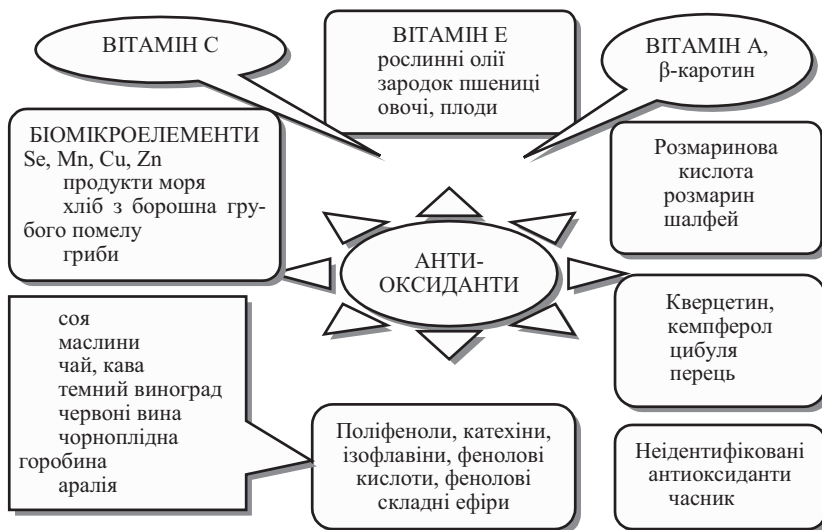 ВІТАМІН С
ВІТАМІН Е
рослинні олії
зародок пшениці
овочі, плоди
ВІТАМІН А,
β-каротин
БІОМІКРОЕЛЕМЕНТИ
Se, Mn, Cu, Zn
продукти моря
хліб з борошна гру-
бого помелу
гриби
Розмаринова
кислота
розмарин
шалфей
АНТИ-
ОКСИДАНТИ
соя
маслини
чай, кава
темний виноград
червоні вина
чорноплідна
горобина
аралія
Кверцетин,
кемпферол
цибуля
перець
Поліфеноли, катехіни,
ізофлавіни, фенолові
кислоти, фенолові
складні ефіри
Неідентифіковані
антиоксиданти
часник